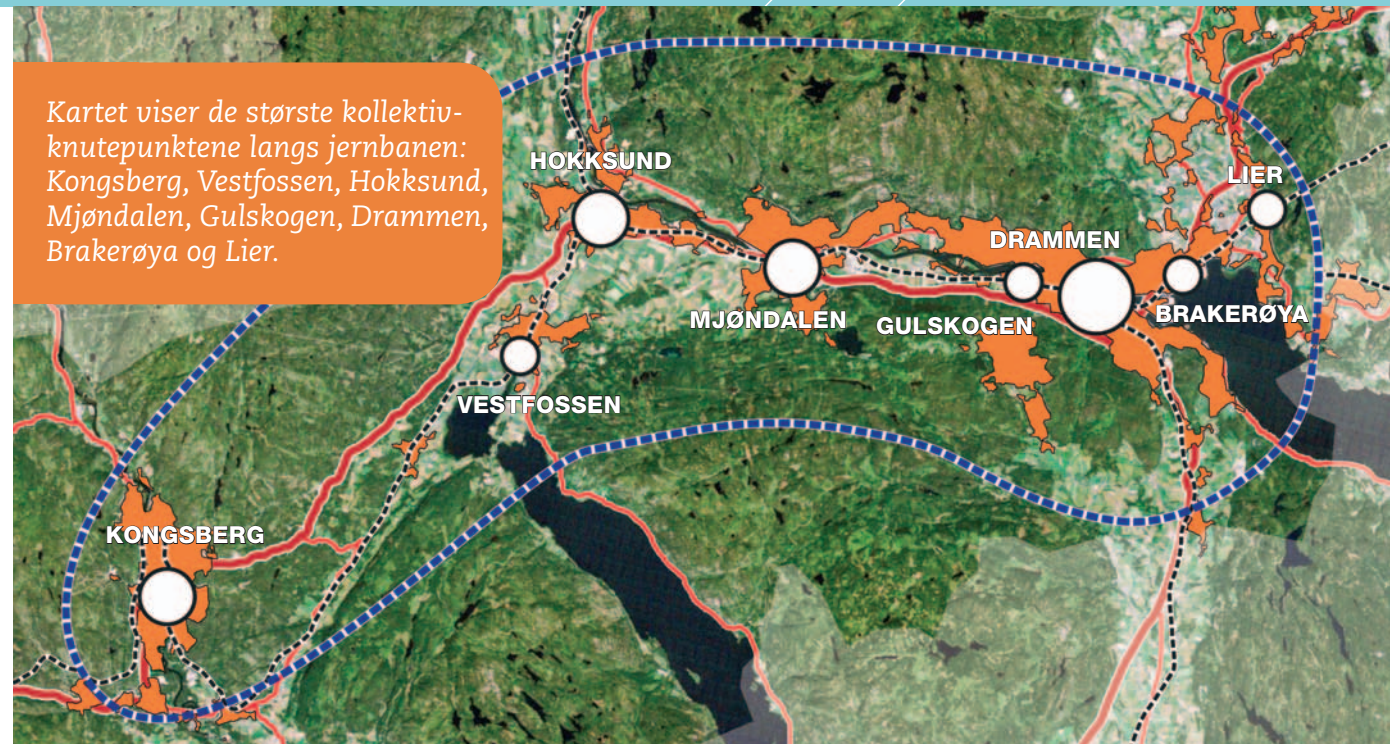 Kartet viser de største kollektiv-
knutepunktene langs jernbanen:
Kongsberg, Vestfossen, Hokksund,
Mjøndalen, Gulskogen, Drammen,
Brakerøya og Lier.
HOKKSUND
LIER
DRAMMEN
MJØNDALEN
GULSKOGEN
BRAKERØYA
VESTFOSSEN
KONGSBERG